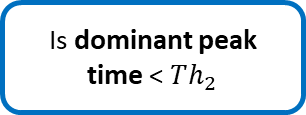 Is dominant peak
time < Th₂